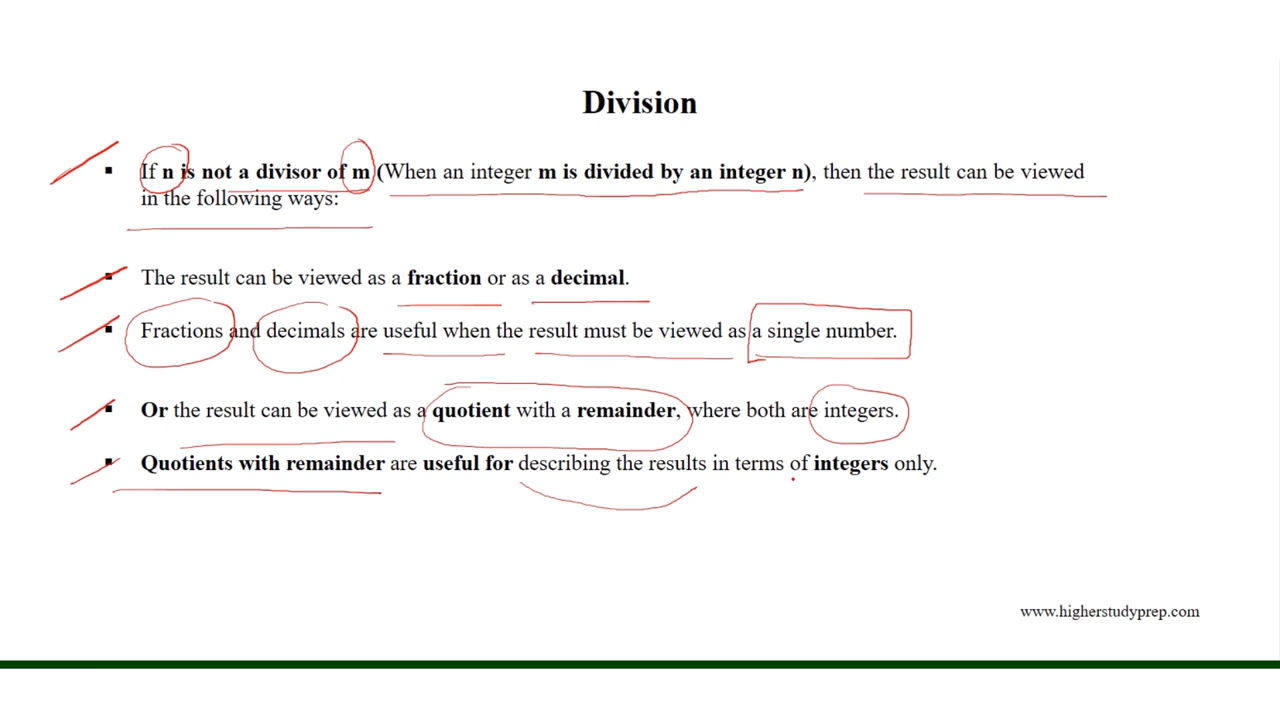 Division
▪ If n is not a divisor of m (When an integer m is divided by an integer n), then the result can be viewed
in the following ways:
▪ The result can be viewed as a fraction or as a decimal.
▪ Fractions and decimals are useful when the result must be viewed as a single number.
▪ Or the result can be viewed as a quotient with a remainder, where both are integers.
▪ Quotients with remainder are useful for describing the results in terms of integers only.
www.higherstudyprep.com